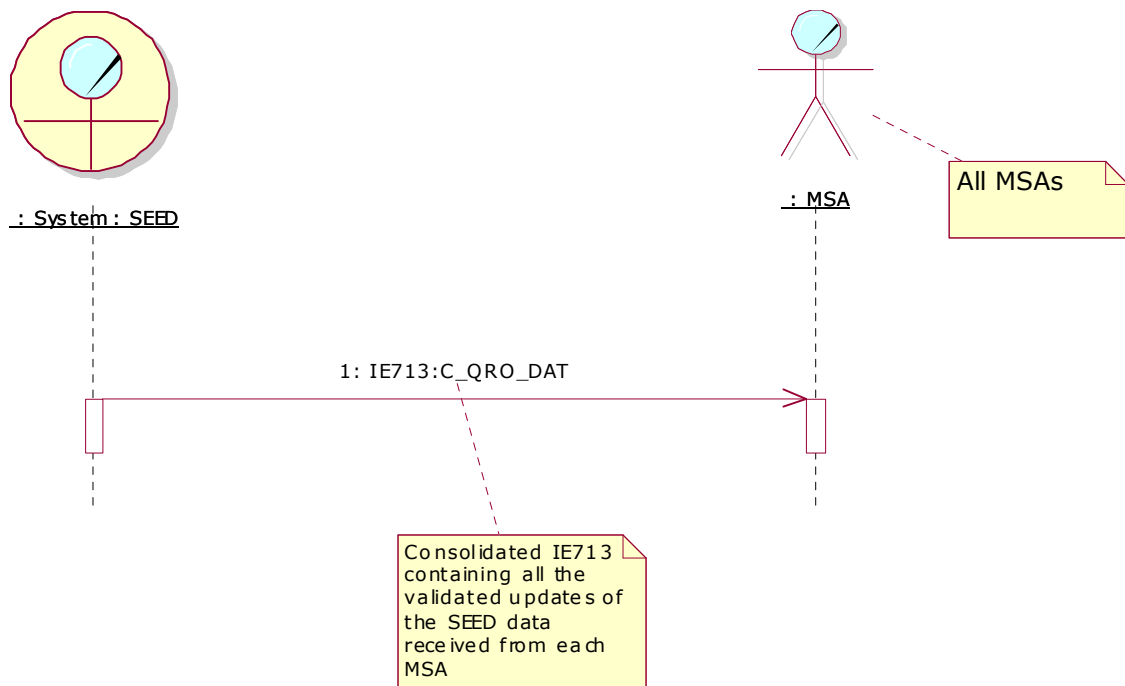 : System : SEED
: MSA
All MSAs
1: IE713:C_QRO_DAT
Consolidated IE713
containing all the
validated updates of
the SEED data
received from each
MSA